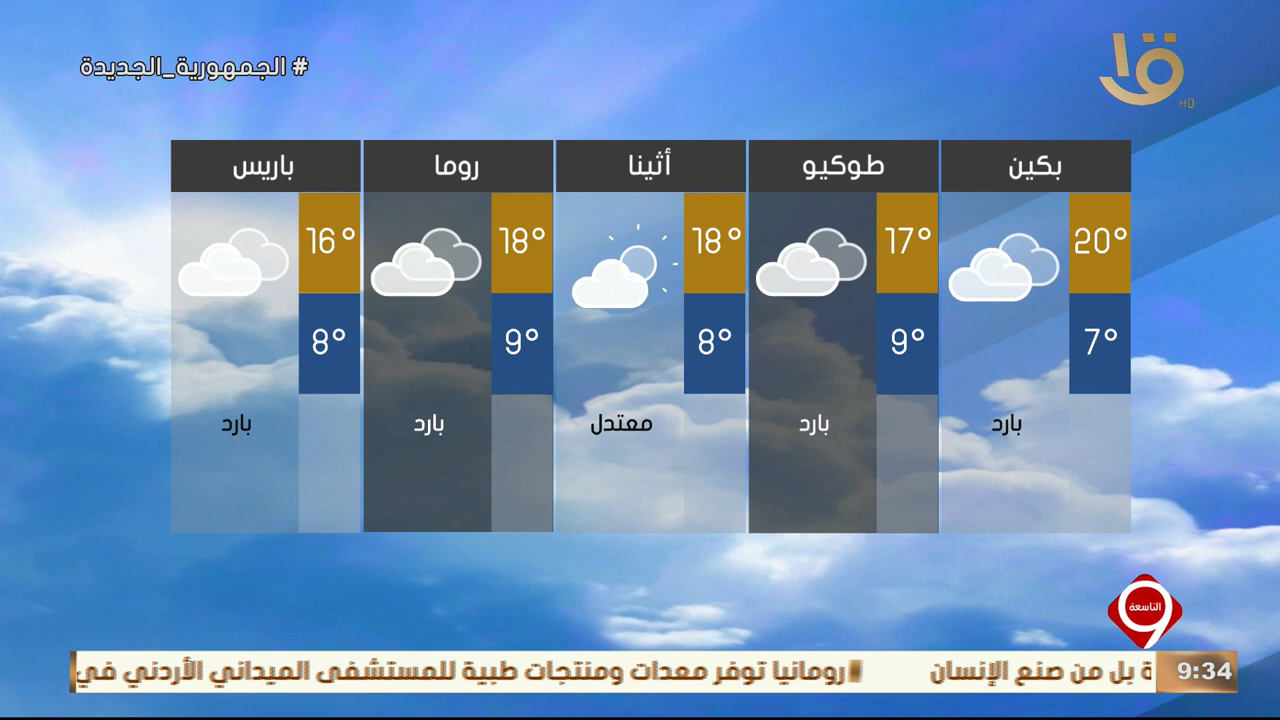 #الجمهورية_الجديدة
HD
بكين
طوكيو
أثينا
روما
باريس
20°
17°
18°
18°
16°
7°
9°
8°
9°
8°
بارد
بارد
معتدل
بارد
بارد
التاسعة
9:34
ة بل من صنع الإنسان
رومانيا توفر معدات ومنتجات طبية للمستشفى الميداني الأردني في